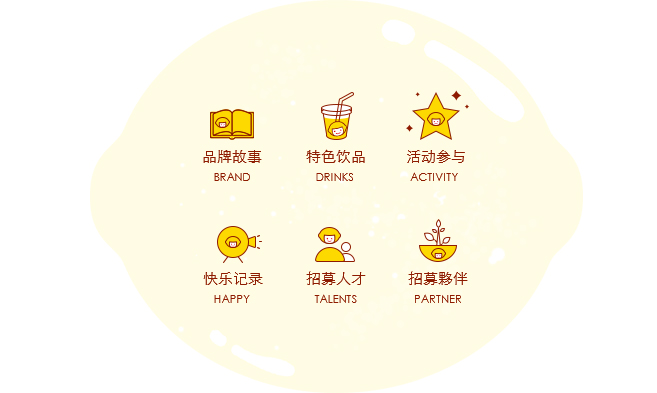 品牌故事
BRAND
特色饮品
DRINKS
活动参与
ACTIVITY
快乐记录
HAPPY
招募人才
TALENTS
招募夥伴
PARTNER